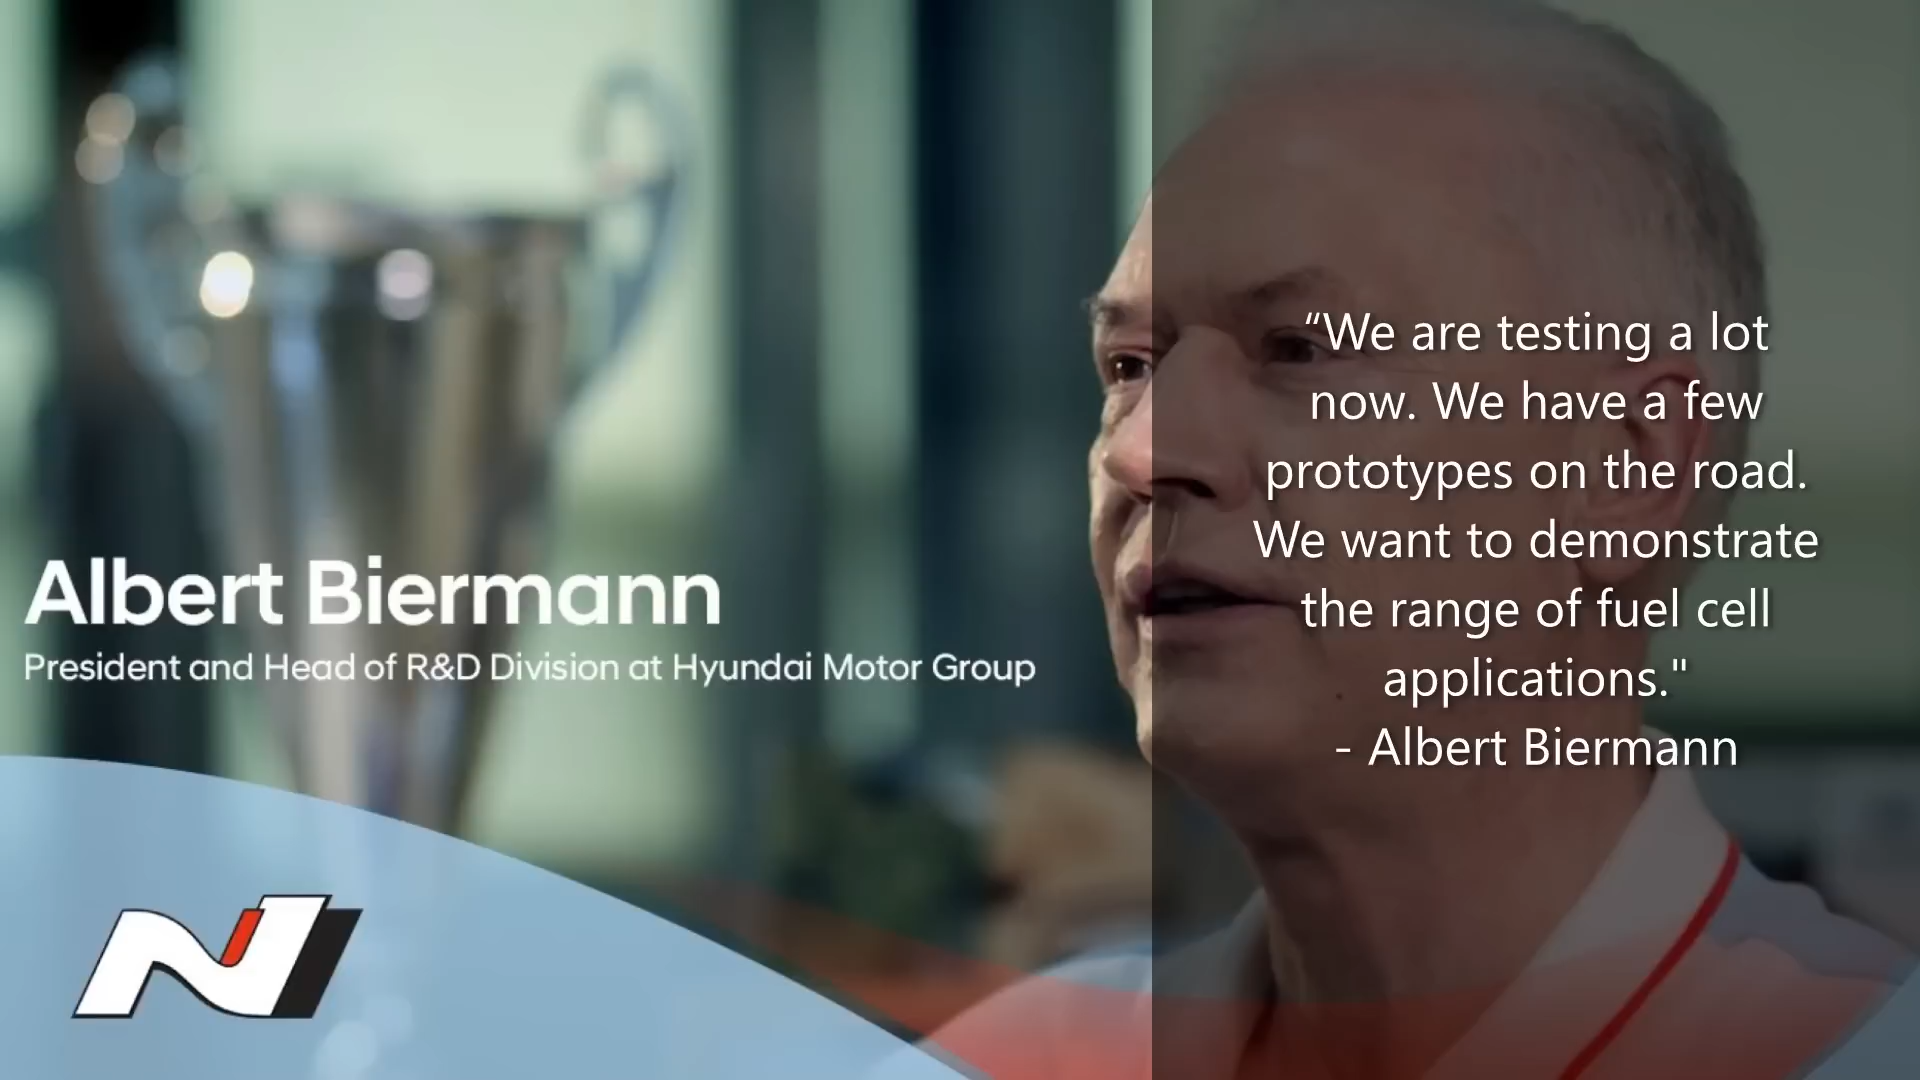 Albert Biermann
President and Head of R&D Division at Hyundai Motor Group
“We are testing a lot
now. We have a few
prototypes on the road.
We want to demonstrate
the range of fuel cell
applications."
- Albert Biermann
N